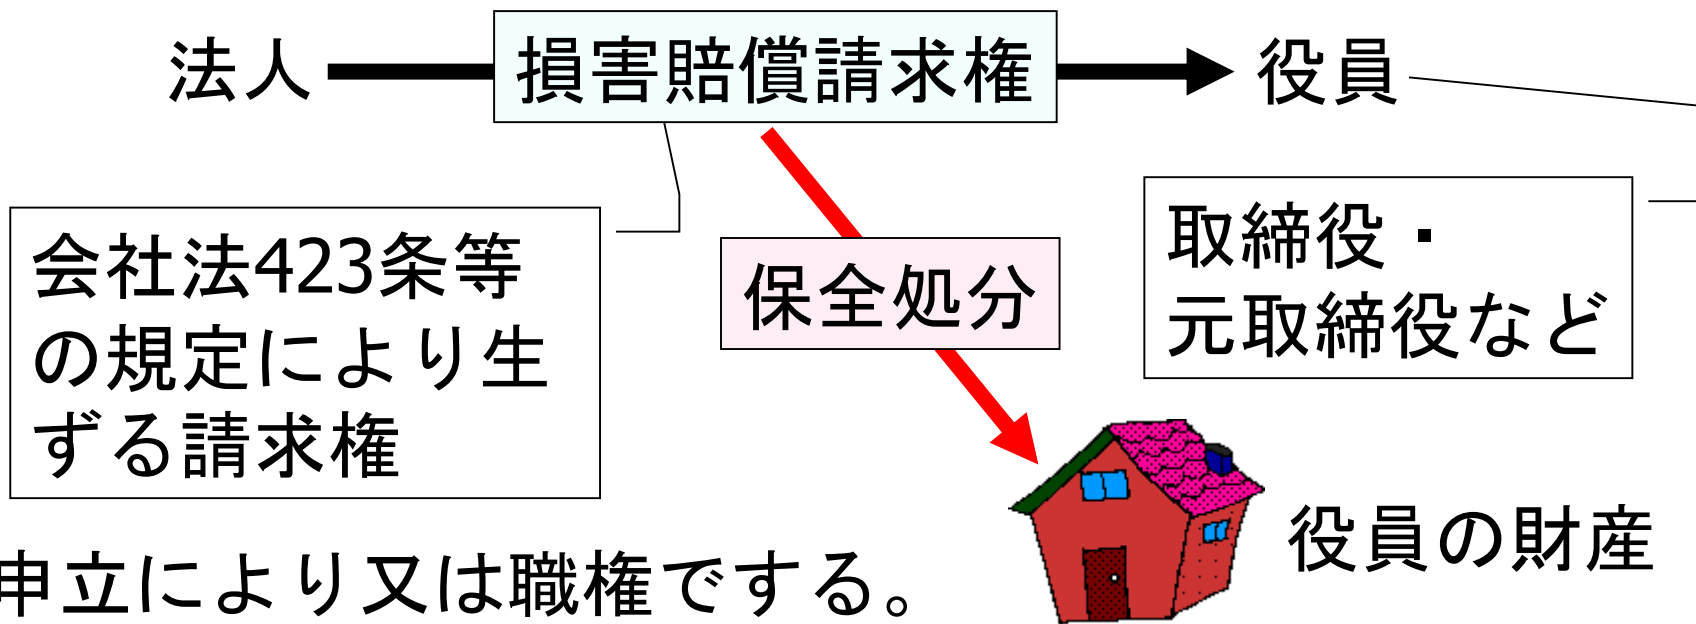 法人
損害賠償請求権
役員
会社法423条等
の規定により生
ずる請求権
保全処分
取締役・
元取締役など
役員の財産
申立により又は職権でする。